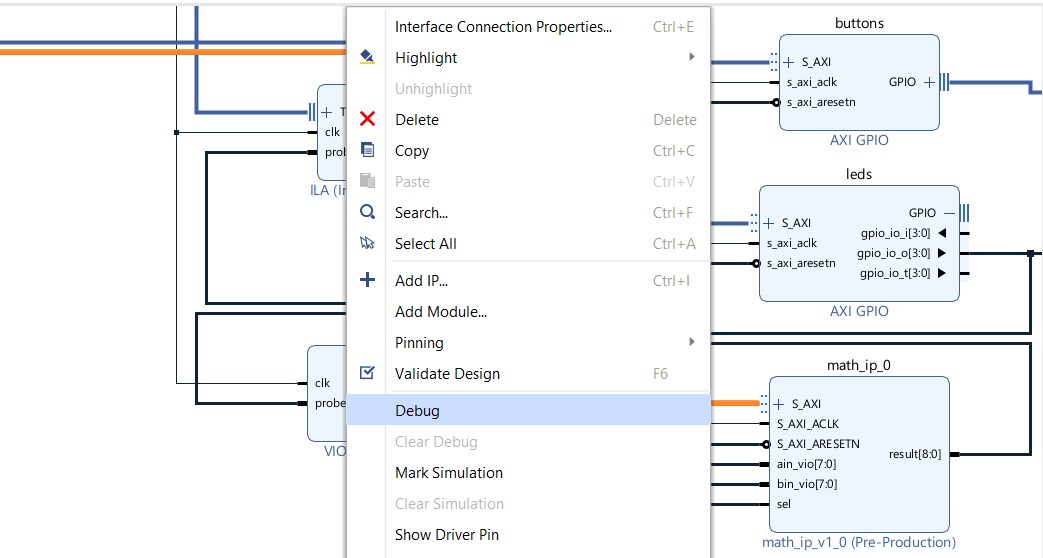 T
clk
prob
ILA (In
clk
probe
VIO
Interface Connection Properties... Ctrl+E
Highlight
Unhighlight
Delete Delete
Copy Ctrl+C
Paste Ctrl+V
Search... Ctrl+F
Select All Ctrl+A
Add IP... Ctrl+I
Add Module...
Pinning
Validate Design F6
Debug
Clear Debug
Mark Simulation
Clear Simulation
Show Driver Pin
buttons
S_AXI
s_axi_aclk GPIO
s_axi_aresetn
AXI GPIO
leds
GPIO
S_AXI
gpio_io_i[3:0]
s_axi_aclk
gpio_io_o[3:0]
s_axi_aresetn
gpio_io_t[3:0]
AXI GPIO
math_ip_0
S_AXI
S_AXI_ACLK
S_AXI_ARESETN
result[8:0]
ain_vio[7:0]
bin_vio[7:0]
sel
math_ip_v1_0 (Pre-Production)